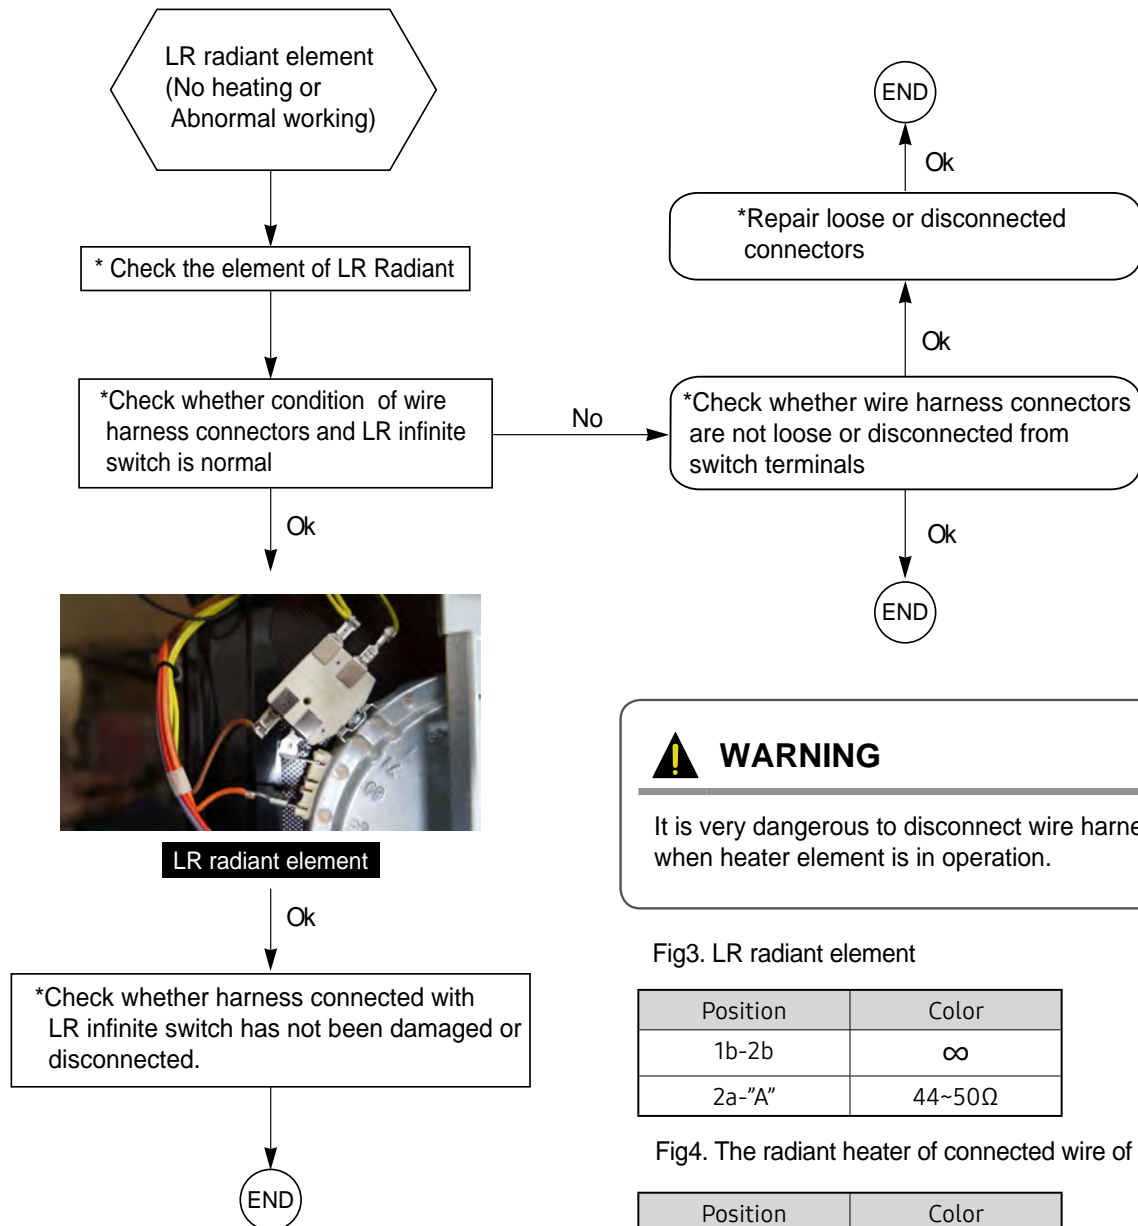 LR radiant element
(No heating or
Abnormal working)
* Check the element of LR Radiant
*Check whether condition of wire
harness connectors and LR infinite
switch is normal
No
Ok
LR radiant element
Ok
*Check whether harness connected with
LR infinite switch has not been damaged or
disconnected.
END
END
Ok
*Repair loose or disconnected
connectors
Ok
*Check whether wire harness connectors
are not loose or disconnected from
switch terminals
Ok
END
WARNING
It is very dangerous to disconnect wire
when heater element is in operation.
Fig3. LR radiant element
Position Color
1b-2b ∞
2a-”A” 44~50Ω
Fig4. The radiant heater of connected wire of
Position Color